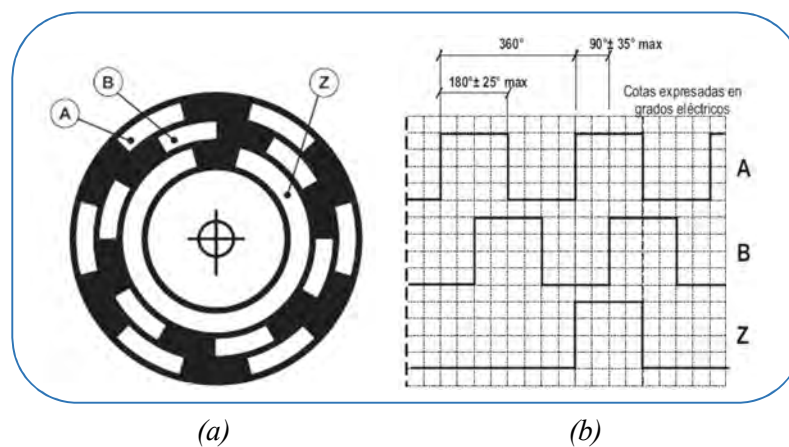 A
B
Z
360°
90°± 35° max
180°± 25° max
Cotas expresadas en
grados eléctricos
A
B
Z
(a)
(b)